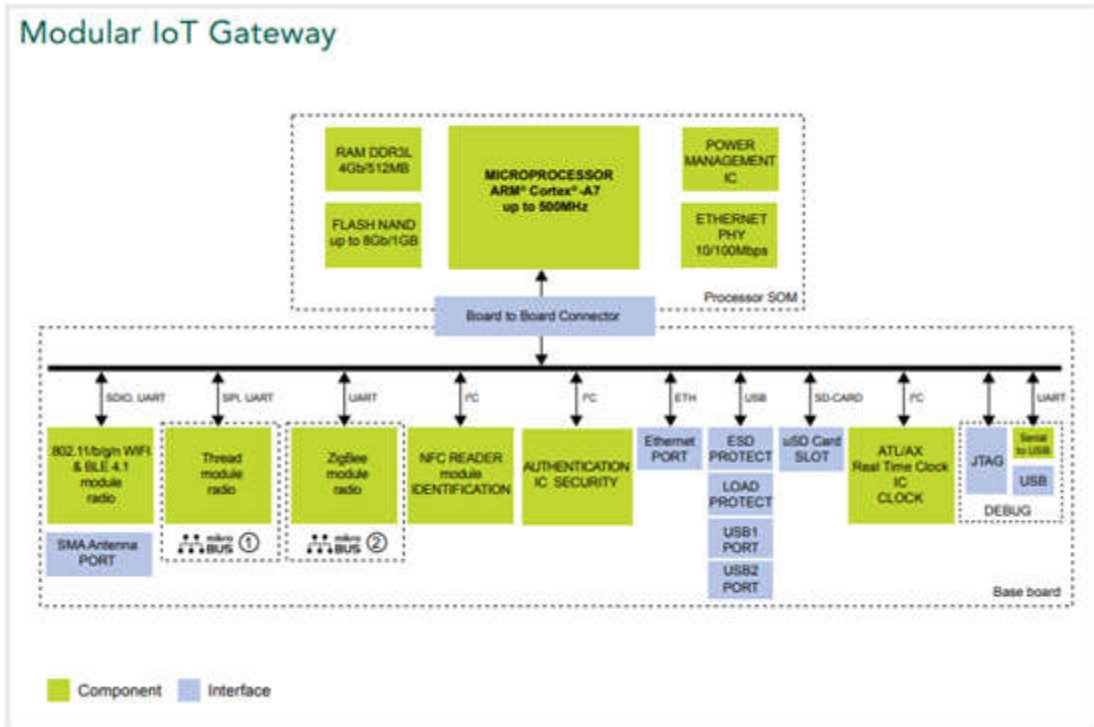 Modular IoT Gateway
RAM DDR3L
4Gb/512MB
MICROPROCESSOR
ARM® Cortex®-A7
up to 500MHz
POWER
MANAGEMENT
IC
FLASH NAND
up to 8Gb/1GB
ETHERNET
PHY
10/100Mbps
Processor SOM
Board to Board Connector
SDIO, UART
SPI, UART
UART
I²C
I²C
ETH
USB
SD-CARD
I²C
UART
802.11/b/g/n WIFI
& BLE 4.1
module
radio
SMA Antenna
PORT
Thread
module
radio
mikro
BUS 1
ZigBee
module
radio
mikro
BUS 2
NFC READER
module
IDENTIFICATION
AUTHENTICATION
IC SECURITY
Ethernet
PORT
ESD
PROTECT
LOAD
PROTECT
USB1
PORT
USB2
PORT
uSD Card
SLOT
ATL/AX
Real Time Clock
IC
CLOCK
JTAG
Serial
to USB
USB
DEBUG
Base board
Component
Interface